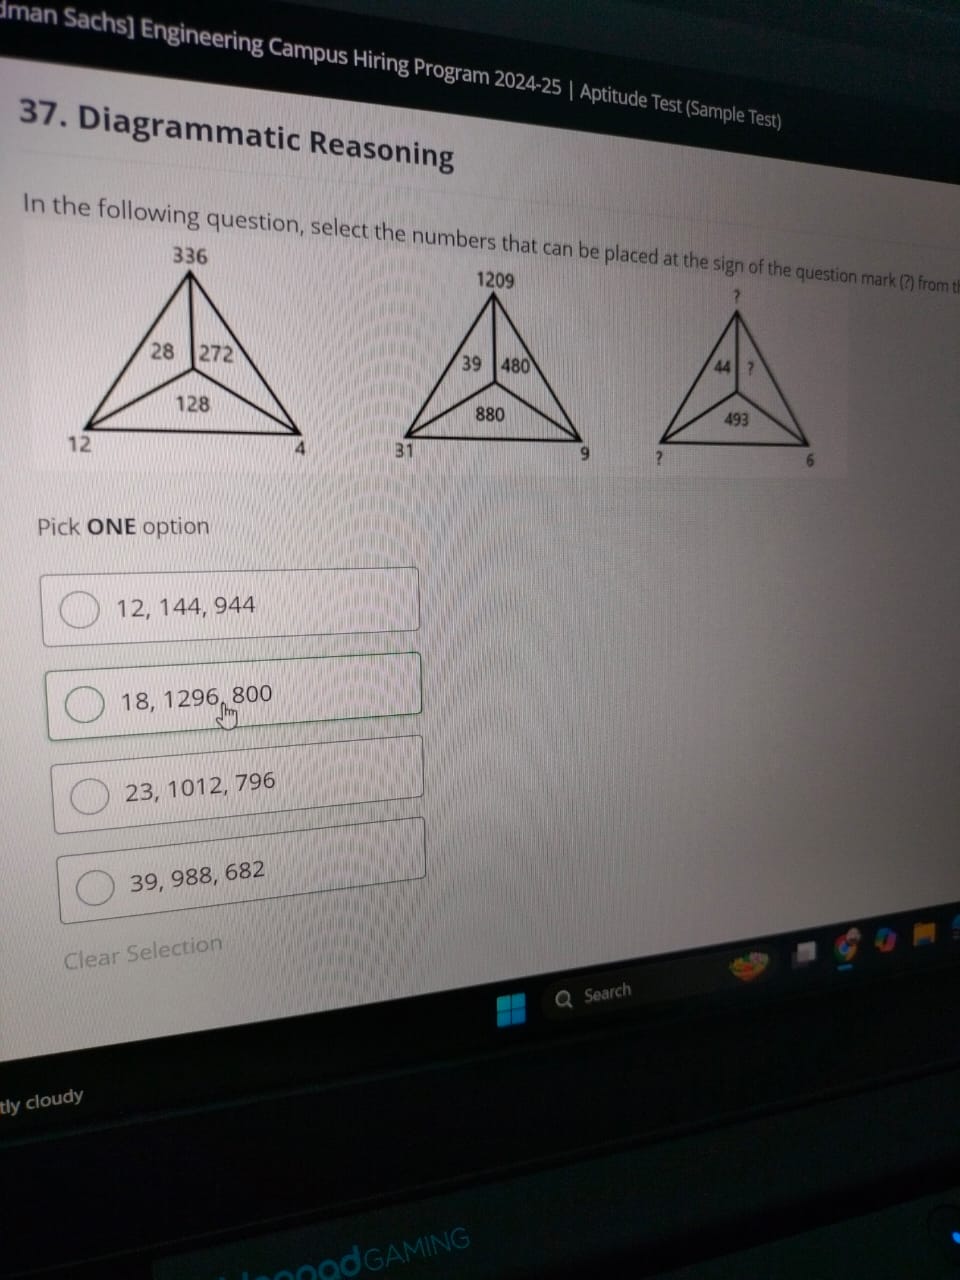 dman Sachs] Engineering Campus Hiring Program 2024-25 | Aptitude Test (Sample Test)
37. Diagrammatic Reasoning
In the following question, select the numbers that can be placed at the sign of the question mark (?) from
336
28 272
128
12 4
1209
39 480
880
31 9
?
44 ?
493
? 6
Pick ONE option
12, 144, 944
18, 1296, 800
23, 1012, 796
39, 988, 682
Clear Selection
Search
tly cloudy
GAMING